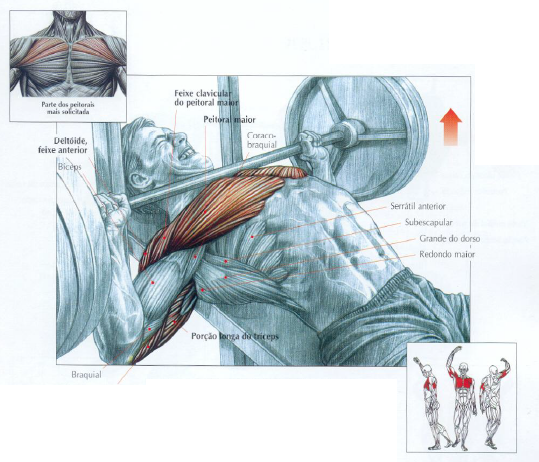 Parte dos peitorais
mais solicitada
Feixe clavicular
do peitoral maior
Peitoral maior
Coraco-
braquial
Deltóide,
feixe anterior
Bíceps
Serrátil anterior
Subescapular
Grande do dorso
Redondo maior
Porção longa do tríceps
Braquial